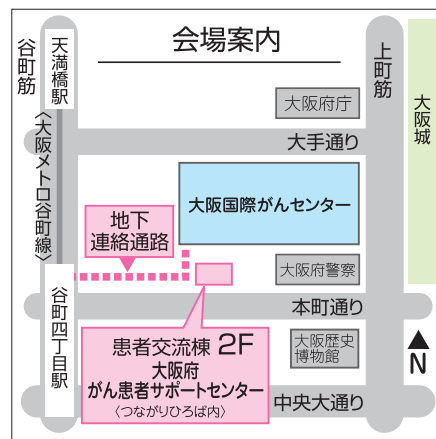 会場案内
谷町筋
天満橋駅
〈大阪メトロ谷町線〉
谷町四丁目駅
上町筋
大阪城
大阪府庁
大手通り
大阪国際がんセンター
地下
連絡通路
大阪府警察
本町通り
患者交流棟 2F
大阪府
がん患者サポートセンター
〈つながりひろば内〉
大阪歴史
博物館
N
中央大通り